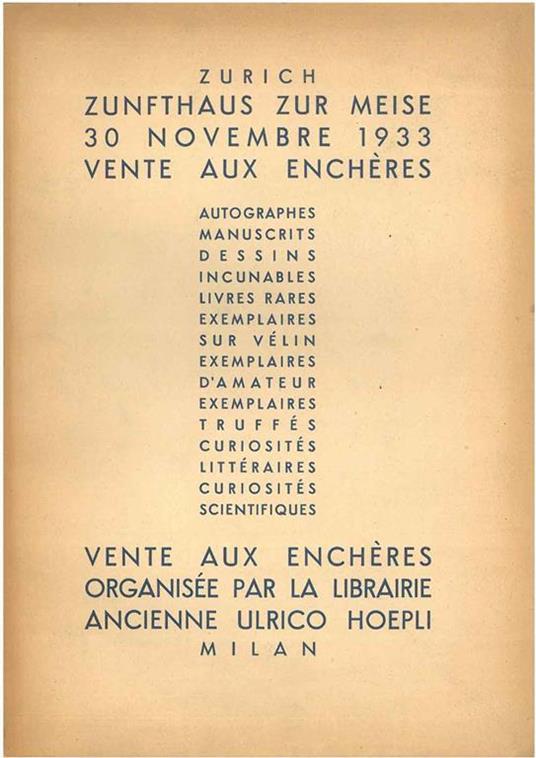 ZURICH
ZUNFTHAUS ZUR MEISE
30 NOVEMBRE 1933
VENTE AUX ENCHÈRES
AUTOGRAPHES
MANUSCRITS
DESSINS
INCUNABLES
LIVRES RARES
EXEMPLAIRES
SUR VÉLIN
EXEMPLAIRES
D'AMATEUR
EXEMPLAIRES
TRUFFÉS
CURIOSITÉS
LITTÉRAIRES
CURIOSITÉS
SCIENTIFIQUES
VENTE AUX ENCHÈRES
ORGANISÉE PAR LA LIBRAIRIE
ANCIENNE ULRICO HOEPLI
MILAN